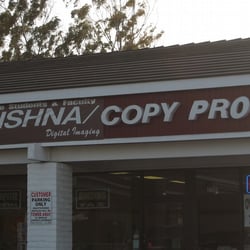 Students & Faculty
ISHNA/COPY PRO
Digital Imaging
CUSTOMER
PARKING
ONLY